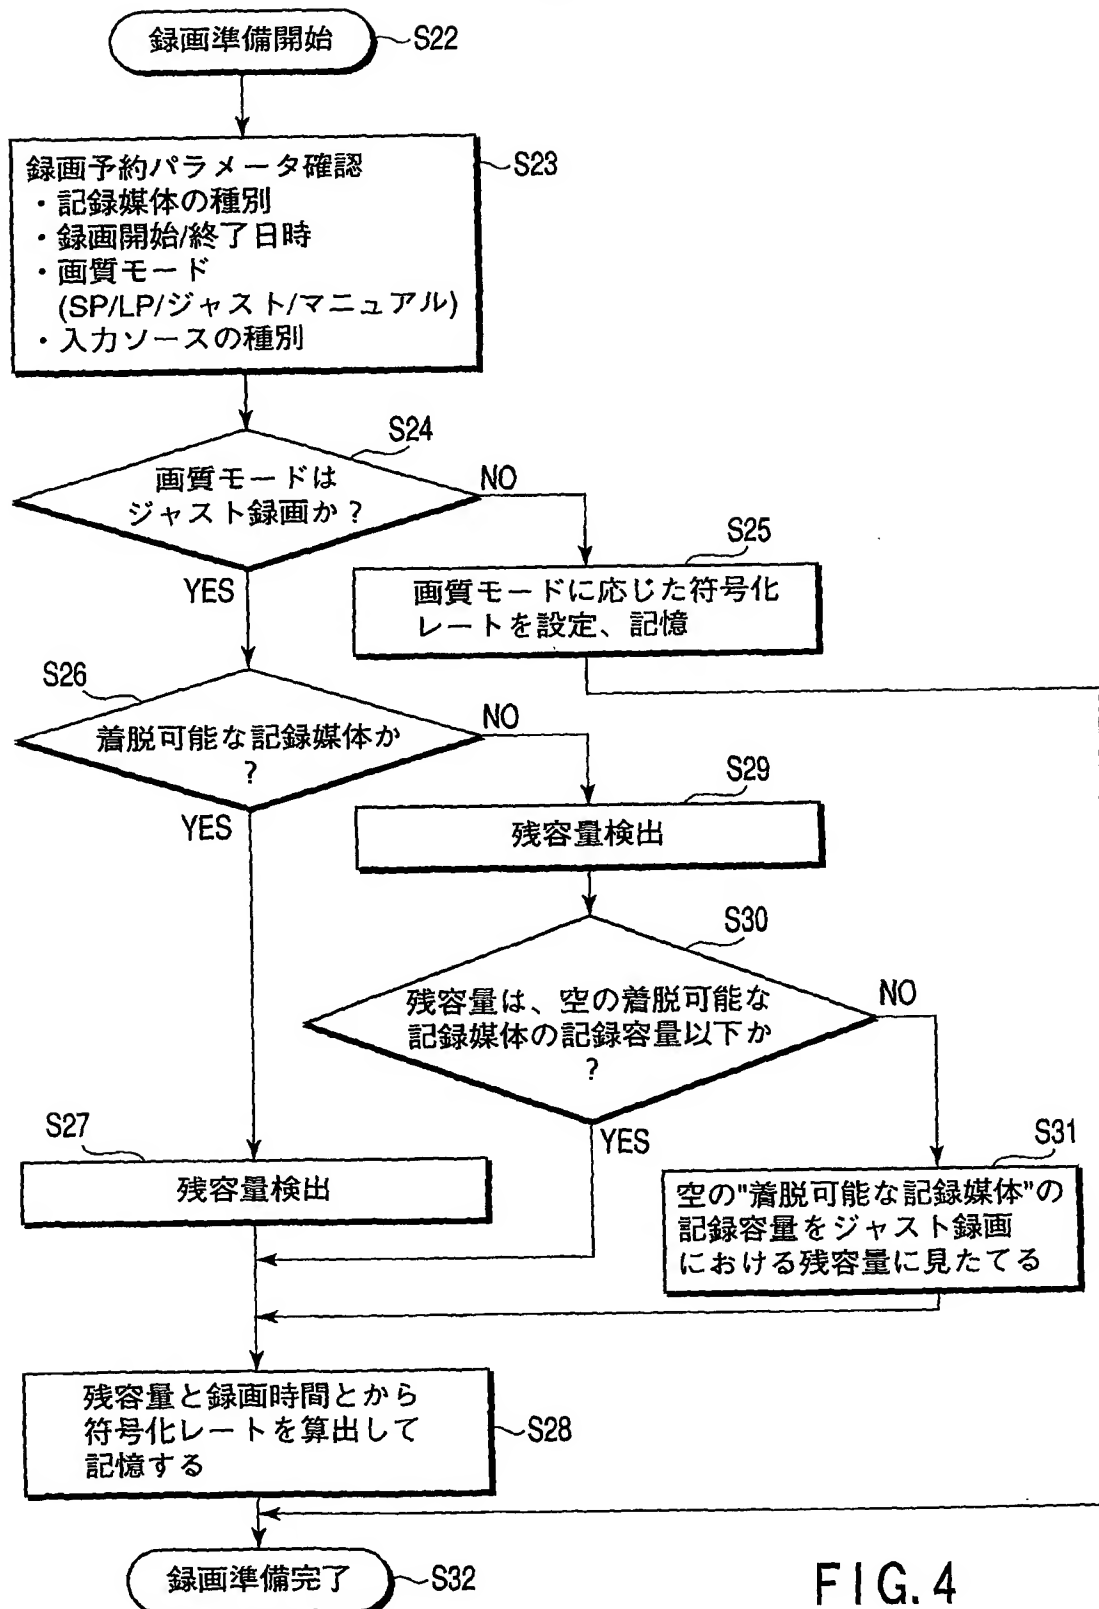 録画準備開始
S22
録画予約パラメータ確認
・記録媒体の種別
・録画開始/終了日時
・画質モード
(SP/LP/ジャスト/マニュアル)
・入力ソースの種別
S23
S24
画質モードは
ジャスト録画か?
NO
YES
S25
画質モードに応じた符号化
レートを設定、記憶
S26
着脱可能な記録媒体か
?
NO
YES
S29
残容量検出
S30
残容量は、空の着脱可能な
記録媒体の記録容量以下か
?
NO
YES
S27
残容量検出
S31
空の"着脱可能な記録媒体"の
記録容量をジャスト録画
における残容量に見たてる
残容量と録画時間とから
符号化レートを算出して
記憶する
S28
録画準備完了
S32
FIG.4